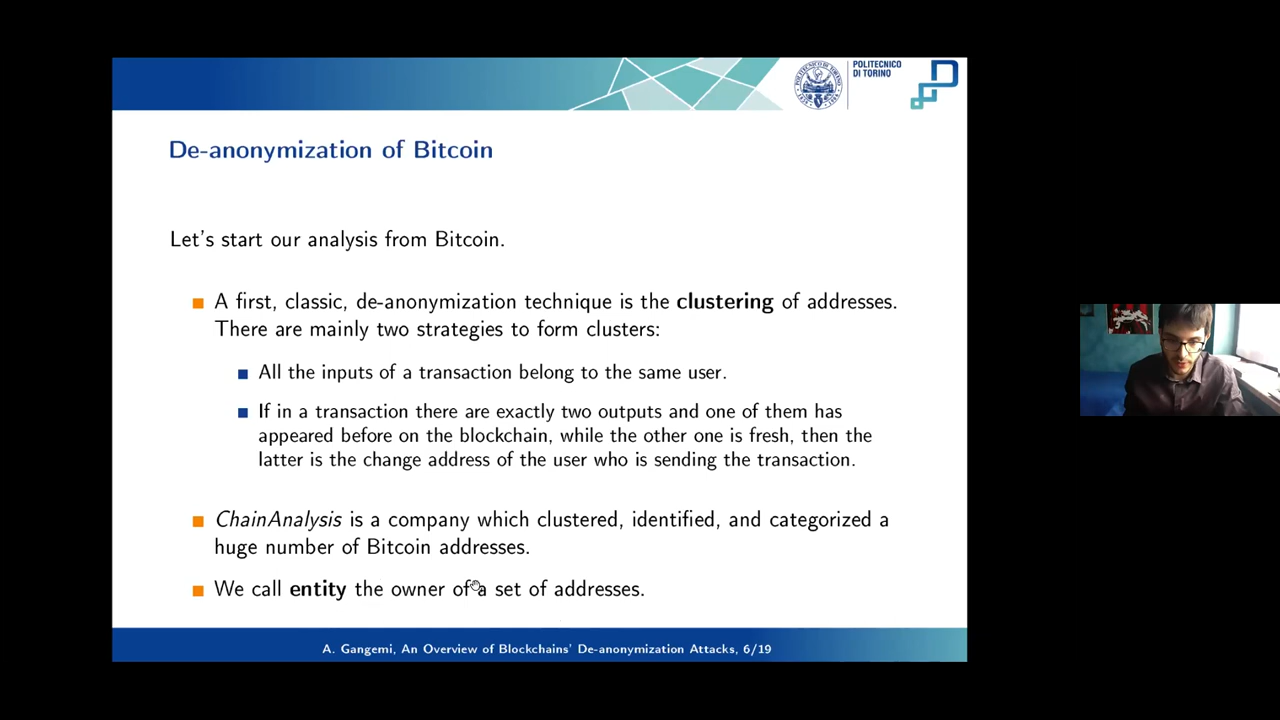 POLITECNICO
DI TORINO
De-anonymization of Bitcoin
Let's start our analysis from Bitcoin.
A first, classic, de-anonymization technique is the clustering of addresses.
There are mainly two strategies to form clusters:
All the inputs of a transaction belong to the same user.
If in a transaction there are exactly two outputs and one of them has
appeared before on the blockchain, while the other one is fresh, then the
latter is the change address of the user who is sending the transaction.
ChainAnalysis is a company which clustered, identified, and categorized a
huge number of Bitcoin addresses.
We call entity the owner of a set of addresses.
A. Gangemi, An Overview of Blockchains' De-anonymization Attacks, 6/19